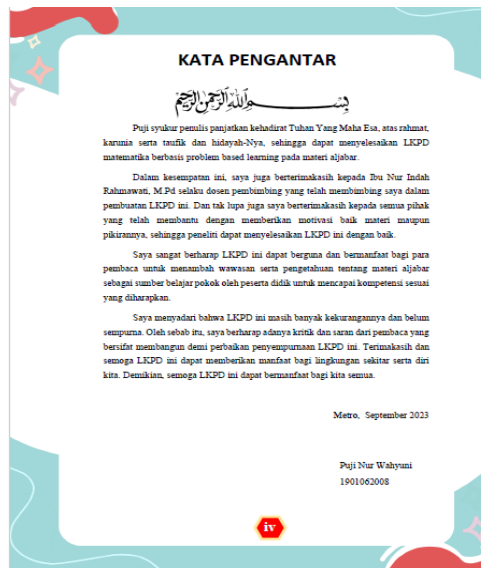 KATA PENGANTAR
بِسْمِ اللَّهِ الرَّحْمَٰنِ الرَّحِيمِ
Puji syukur penulis panjatkan kehadirat Tuhan Yang Maha Esa, atas rahmat,
karunia serta taufik dan hidayah-Nya, sehingga dapat menyelesaikan LKPD
matematika berbasis problem based learning pada materi aljabar.
Dalam kesempatan ini, saya juga berterimakasih kepada Ibu Nur Indah
Rahmawati, M.Pd selaku dosen pembimbing yang telah membimbing saya dalam
pembuatan LKPD ini. Dan tak lupa juga saya berterimakasih kepada semua pihak
yang telah membantu dengan memberikan motivasi baik materi maupun
pikirannya, sehingga peneliti dapat menyelesaikan LKPD ini dengan baik.
Saya sangat berharap LKPD ini dapat berguna dan bermanfaat bagi para
pembaca untuk menambah wawasan serta pengetahuan tentang materi aljabar
sebagai sumber belajar pokok oleh peserta didik untuk mencapai kompetensi sesuai
yang diharapkan.
Saya menyadari bahwa LKPD ini masih banyak kekurangannya dan belum
sempurna. Oleh sebab itu, saya berharap adanya kritik dan saran dari pembaca yang
bersifat membangun demi perbaikan penyempurnaan LKPD ini. Terimakasih dan
semoga LKPD ini dapat memberikan manfaat bagi lingkungan sekitar serta diri
kita. Demikian, semoga LKPD ini dapat bermanfaat bagi kita semua.
Metro, September 2023
Puji Nur Wahyuni
1901062008
iv